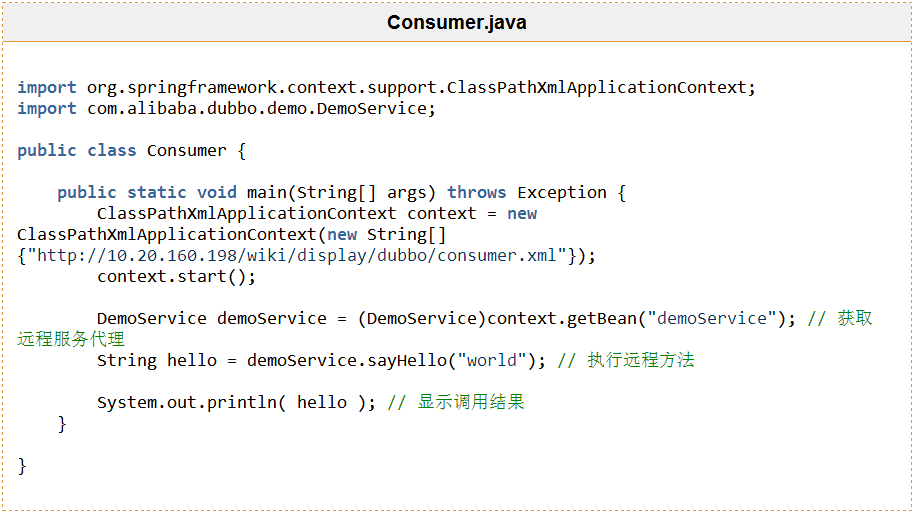 Consumer.java
import org.springframework.context.support.ClassPathXmlApplicationContext;
import com.alibaba.dubbo.demo.DemoService;
public class Consumer {
public static void main(String[] args) throws Exception {
ClassPathXmlApplicationContext context = new
ClassPathXmlApplicationContext(new String[]
{"http://10.20.160.198/wiki/display/dubbo/consumer.xml"});
context.start();
DemoService demoService = (DemoService)context.getBean("demoService"); // 获取
远程服务代理
String hello = demoService.sayHello("world"); // 执行远程方法
System.out.println( hello ); // 显示调用结果
}
}